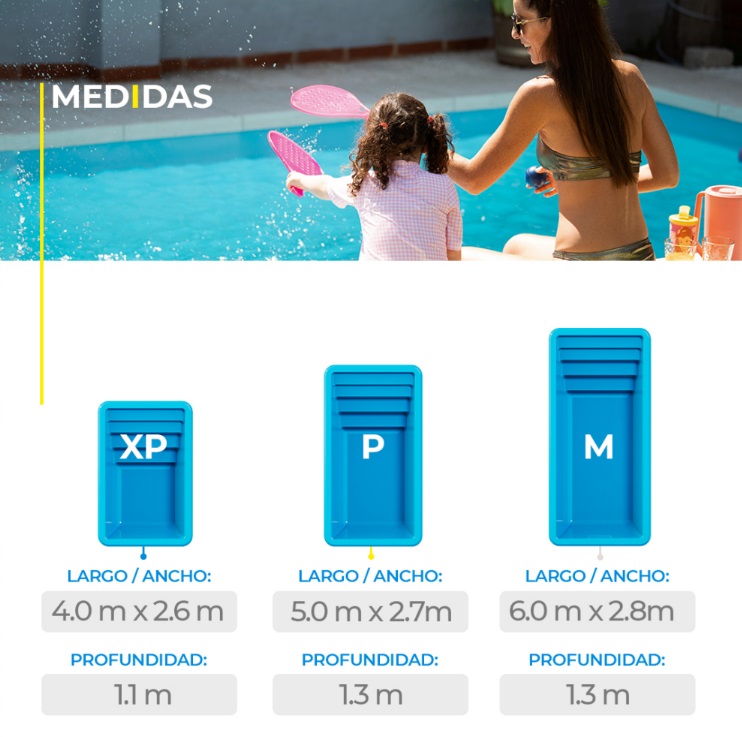 MEDIDAS
XP
P
M
LARGO / ANCHO:
LARGO / ANCHO:
LARGO / ANCHO:
4.0 m x 2.6 m
5.0 m x 2.7m
6.0 m x 2.8m
PROFUNDIDAD:
PROFUNDIDAD:
PROFUNDIDAD:
1.1 m
1.3 m
1.3 m